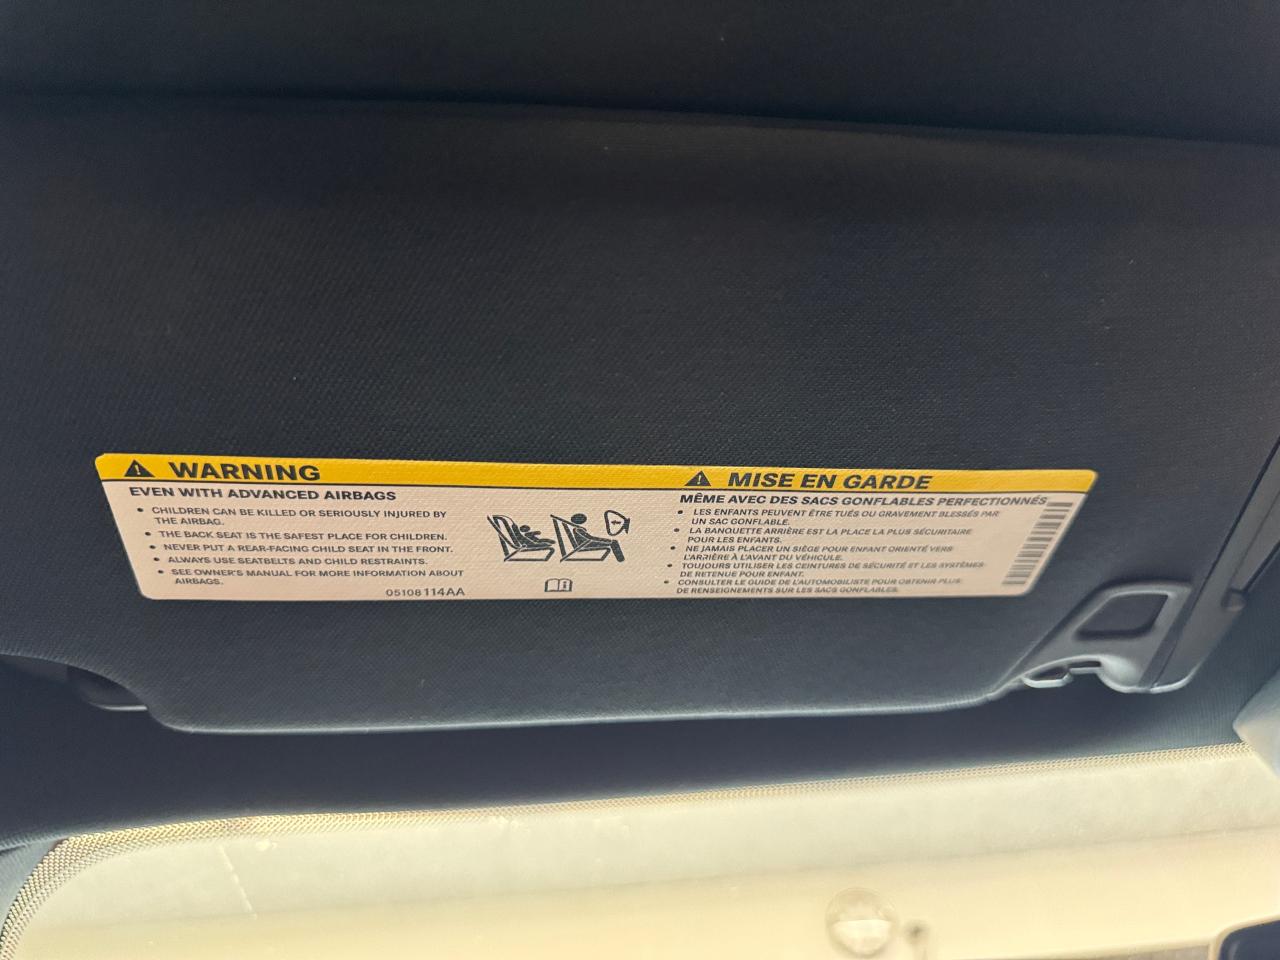 WARNING
EVEN WITH ADVANCED AIRBAGS
• CHILDREN CAN BE KILLED OR SERIOUSLY INJURED BY
THE AIRBAG.
• THE BACK SEAT IS THE SAFEST PLACE FOR CHILDREN.
• NEVER PUT A REAR-FACING CHILD SEAT IN THE FRONT.
• ALWAYS USE SEATBELTS AND CHILD RESTRAINTS.
• SEE OWNER'S MANUAL FOR MORE INFORMATION ABOUT
AIRBAGS.
05108114AA
MISE EN GARDE
MÊME AVEC DES SACS GONFLABLES PERFECTIONNÉS
• LES ENFANTS PEUVENT ÊTRE TUÉS OU GRAVEMENT BLESSÉS PAR
UN SAC GONFLABLE.
• LA BANQUETTE ARRIÈRE EST LA PLACE LA PLUS SÉCURITAIRE
POUR LES ENFANTS.
• NE JAMAIS PLACER UN SIÈGE POUR ENFANT ORIENTÉ VERS
L'ARRIÈRE À L'AVANT DU VÉHICULE.
• TOUJOURS UTILISER LES CEINTURES DE SÉCURITÉ ET LES SYSTÈMES
DE RETENUE POUR ENFANT.
• CONSULTER LE GUIDE DE L'AUTOMOBILISTE POUR OBTENIR PLUS
DE RENSEIGNEMENTS SUR LES SACS GONFLABLES.